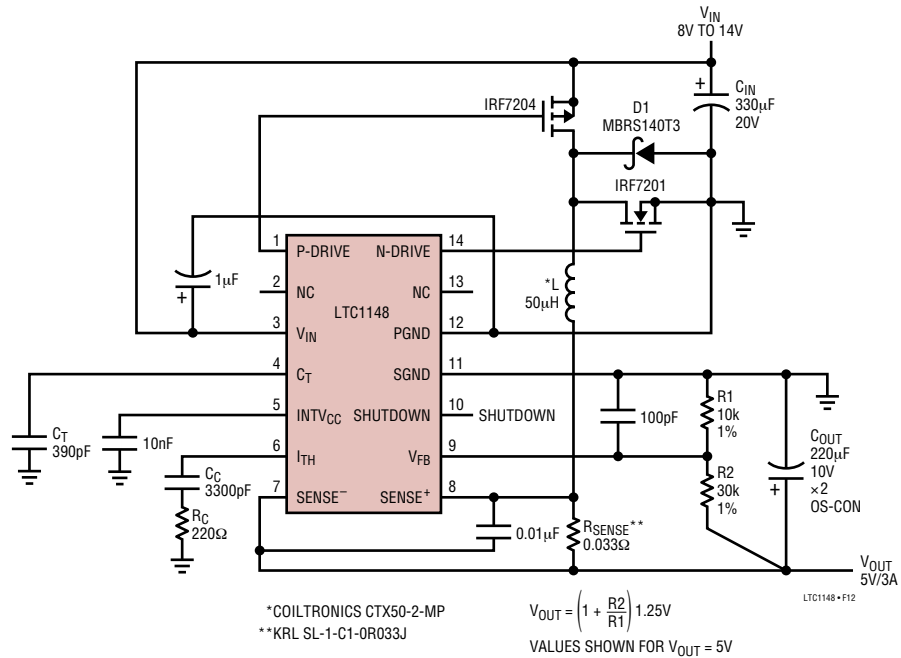 V_IN
8V TO 14V
C_IN
330µF
20V
+
IRF7204
D1
MBRS140T3
IRF7201
1µF
+
LTC1148
1 P-DRIVE
2 NC
3 V_IN
4 C_T
5 INTV_CC
6 I_TH
7 SENSE⁻
N-DRIVE 14
NC 13
PGND 12
SGND 11
SHUTDOWN 10 SHUTDOWN
V_FB 9
SENSE⁺ 8
*L
50µH
C_T
390pF
10nF
C_C
3300pF
R_C
220Ω
100pF
R1
10k
1%
R2
30k
1%
C_OUT
220µF
10V
×2
OS-CON
+
0.01µF
R_SENSE**
0.033Ω
V_OUT
5V/3A
LTC1148 • F12
*COILTRONICS CTX50-2-MP
**KRL SL-1-C1-0R033J
V_OUT = (1 + R2/R1) 1.25V
VALUES SHOWN FOR V_OUT = 5V